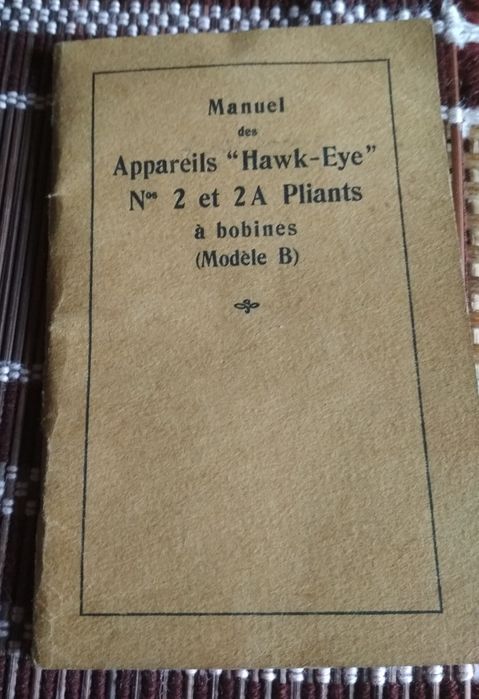 Manuel
des
Appareils "Hawk-Eye"
Nos 2 et 2A Pliants
à bobines
(Modèle B)